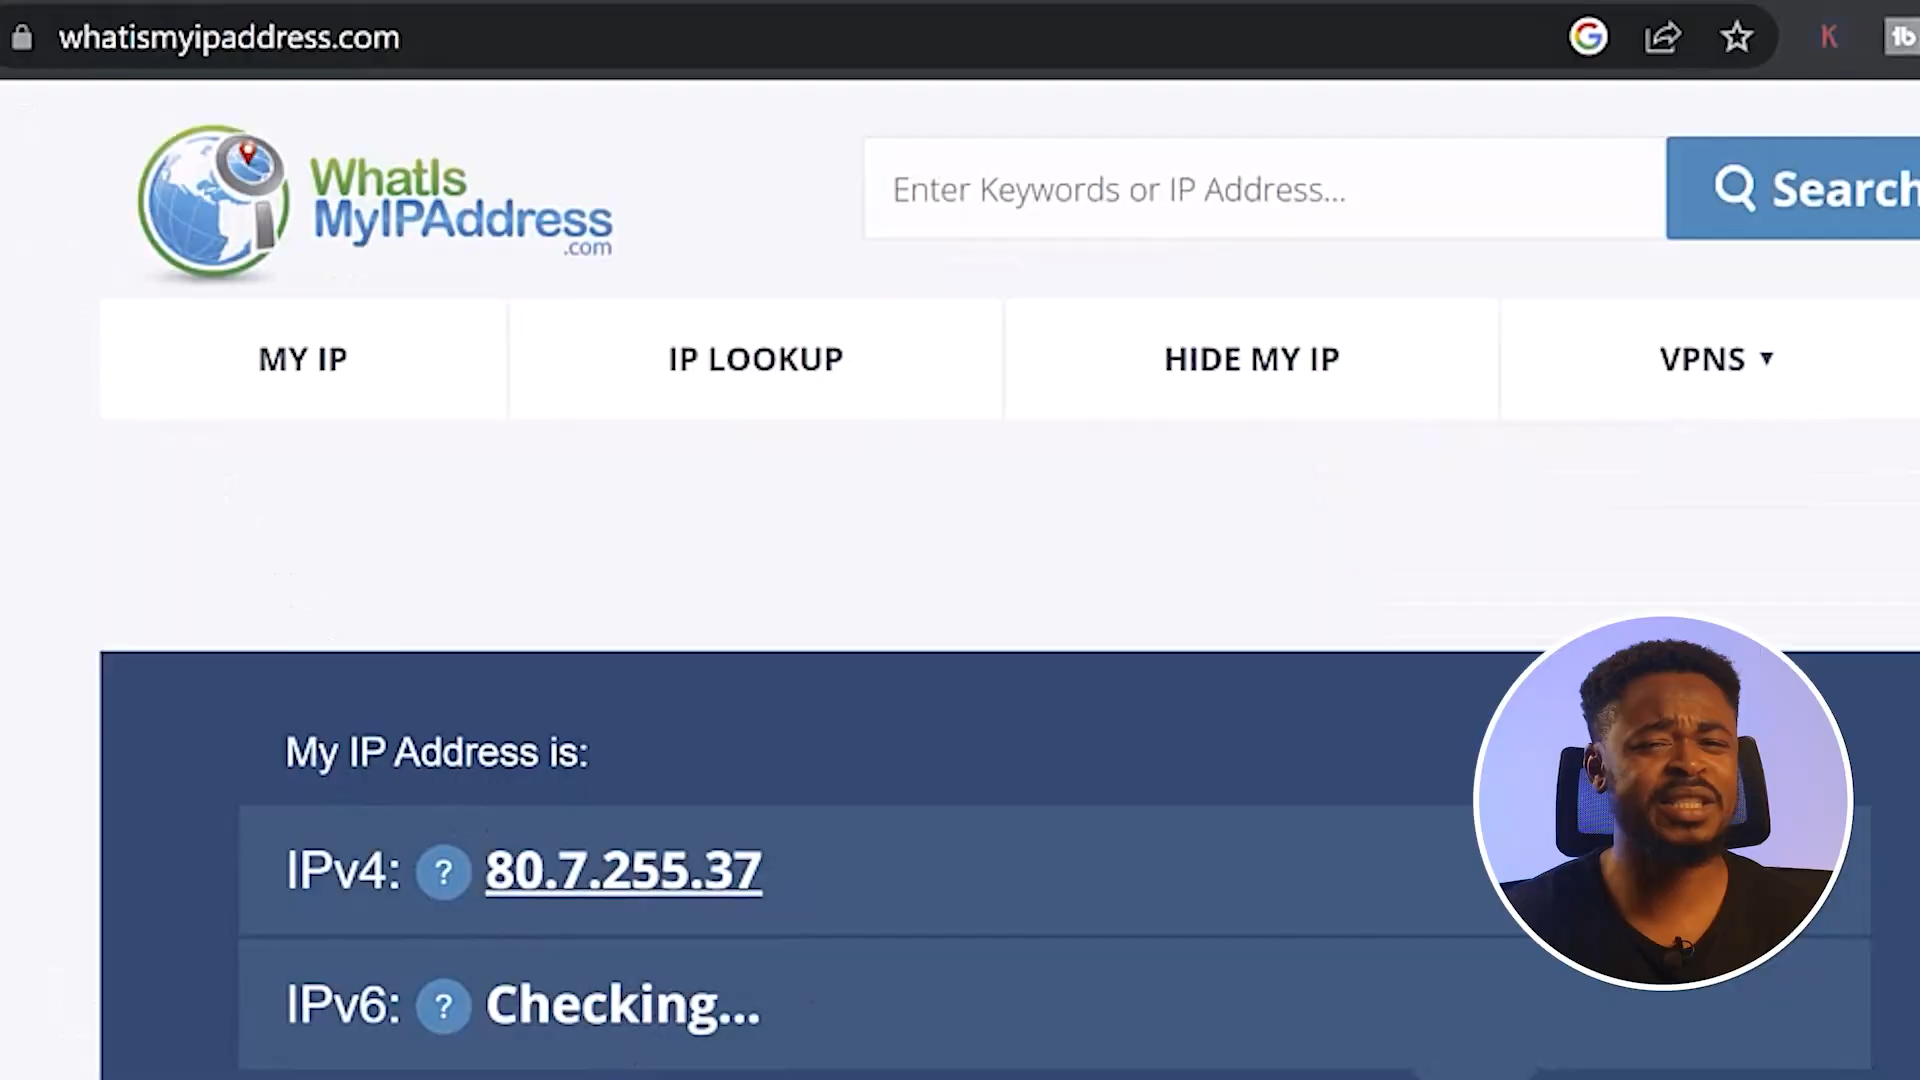 whatismyipaddress.com
K
tb
WhatIs
MyIPAddress
.com
Enter Keywords or IP Address...
Search
MY IP
IP LOOKUP
HIDE MY IP
VPNS ▼
My IP Address is:
IPv4: ? 80.7.255.37
IPv6: ? Checking...